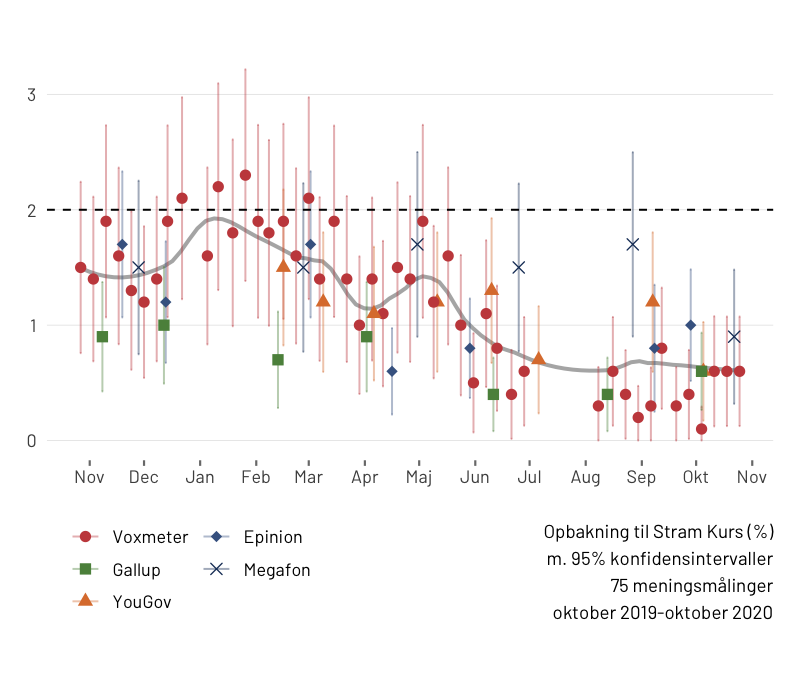 3
2
1
0
Nov Dec Jan Feb Mar Apr Maj Jun Jul Aug Sep Okt Nov
Voxmeter Epinion
Gallup Megafon
YouGov
Opbakning til Stram Kurs (%)
m. 95% konfidensintervaller
75 meningsmålinger
oktober 2019-oktober 2020